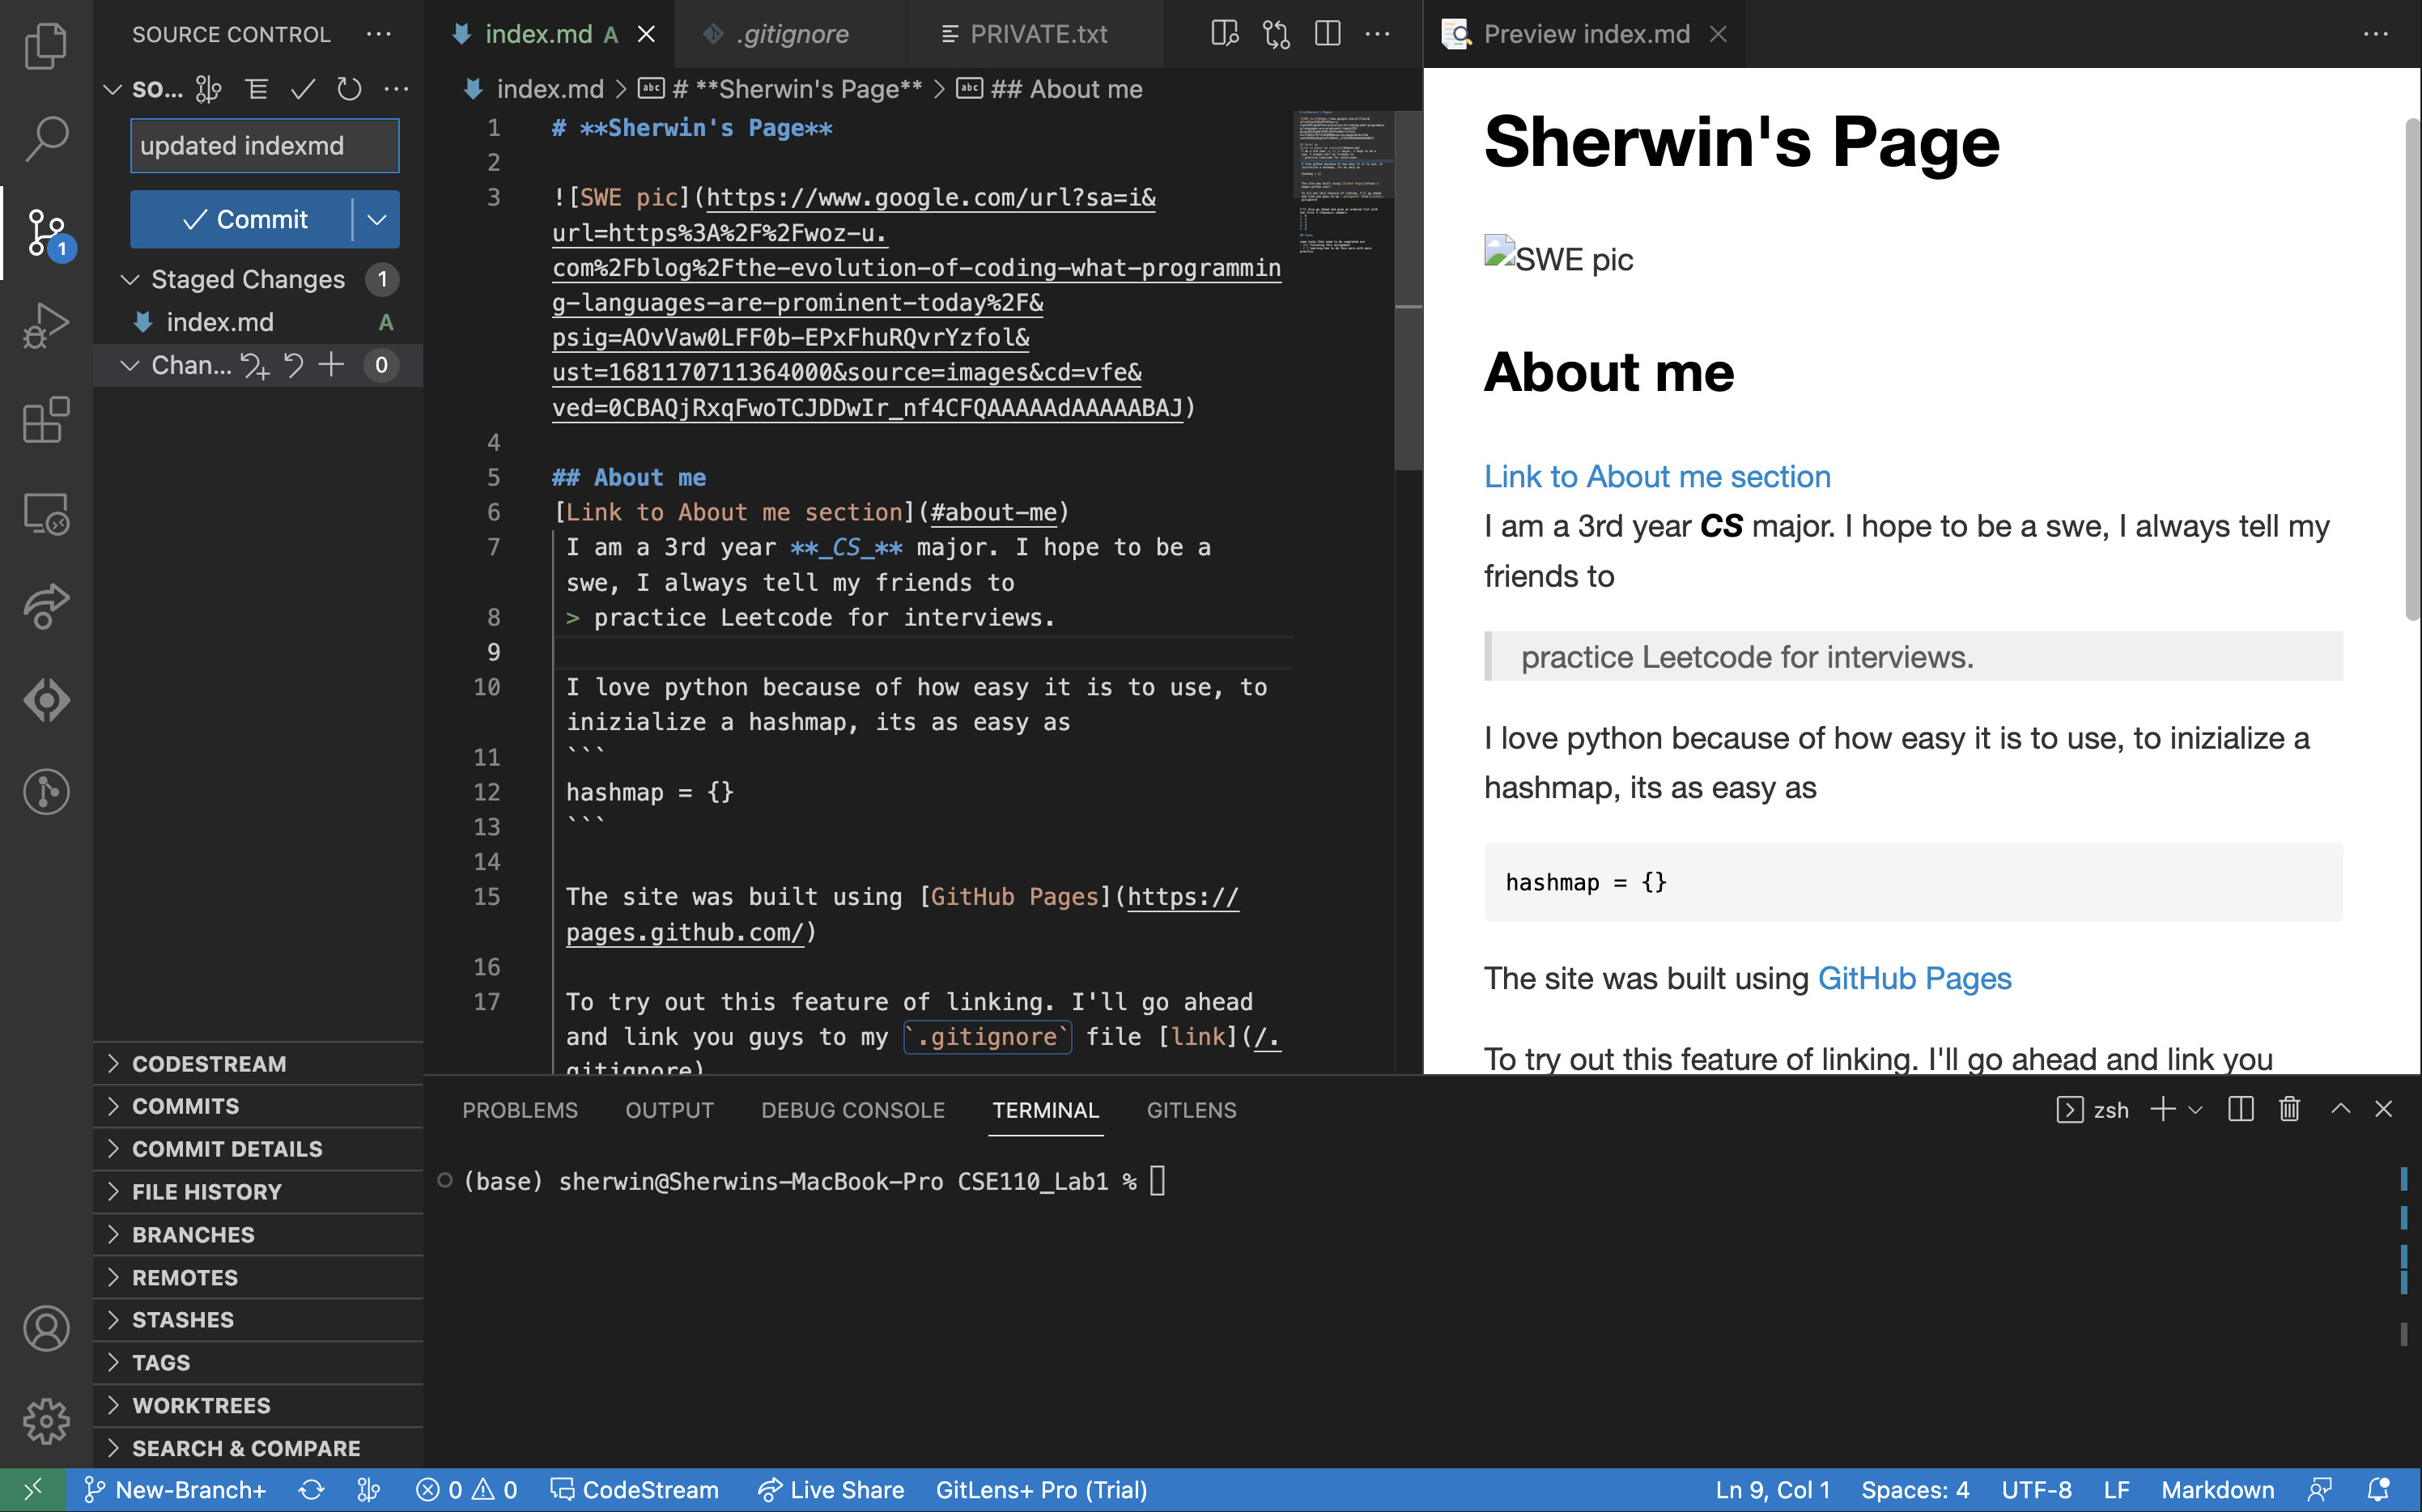 SOURCE CONTROL
SO...
updated indexmd
Commit
Staged Changes 1
index.md A
Chan... 0
CODESTREAM
COMMITS
COMMIT DETAILS
FILE HISTORY
BRANCHES
REMOTES
STASHES
TAGS
WORKTREES
SEARCH & COMPARE
1
index.md A
.gitignore
PRIVATE.txt
index.md > # **Sherwin's Page** > ## About me
1 # **Sherwin's Page**
2
3 ![SWE pic](https://www.google.com/url?sa=i&
url=https%3A%2F%2Fwoz-u.
com%2Fblog%2Fthe-evolution-of-coding-what-programmin
g-languages-are-prominent-today%2F&
psig=AOvVaw0LFF0b-EPxFhuRQvrYzfol&
ust=1681170711364000&source=images&cd=vfe&
ved=0CBAQjRxqFwoTCJDDwIr_nf4CFQAAAAAdAAAAABAJ)
4
5 ## About me
6 [Link to About me section](#about-me)
7 I am a 3rd year **_CS_** major. I hope to be a
swe, I always tell my friends to
8 > practice Leetcode for interviews.
9
10 I love python because of how easy it is to use, to
inizialize a hashmap, its as easy as
11 ```
12 hashmap = {}
13 ```
14
15 The site was built using [GitHub Pages](https://
pages.github.com/)
16
17 To try out this feature of linking. I'll go ahead
and link you guys to my `.gitignore` file [link](/.
gitignore)
Preview index.md
Sherwin's Page
SWE pic
About me
Link to About me section
I am a 3rd year CS major. I hope to be a swe, I always tell my
friends to
practice Leetcode for interviews.
I love python because of how easy it is to use, to inizialize a
hashmap, its as easy as
hashmap = {}
The site was built using GitHub Pages
To try out this feature of linking. I'll go ahead and link you
PROBLEMS OUTPUT DEBUG CONSOLE TERMINAL GITLENS
zsh
(base) sherwin@Sherwins-MacBook-Pro CSE110_Lab1 %
New-Branch+ 0 0 CodeStream Live Share GitLens+ Pro (Trial)
Ln 9, Col 1 Spaces: 4 UTF-8 LF Markdown